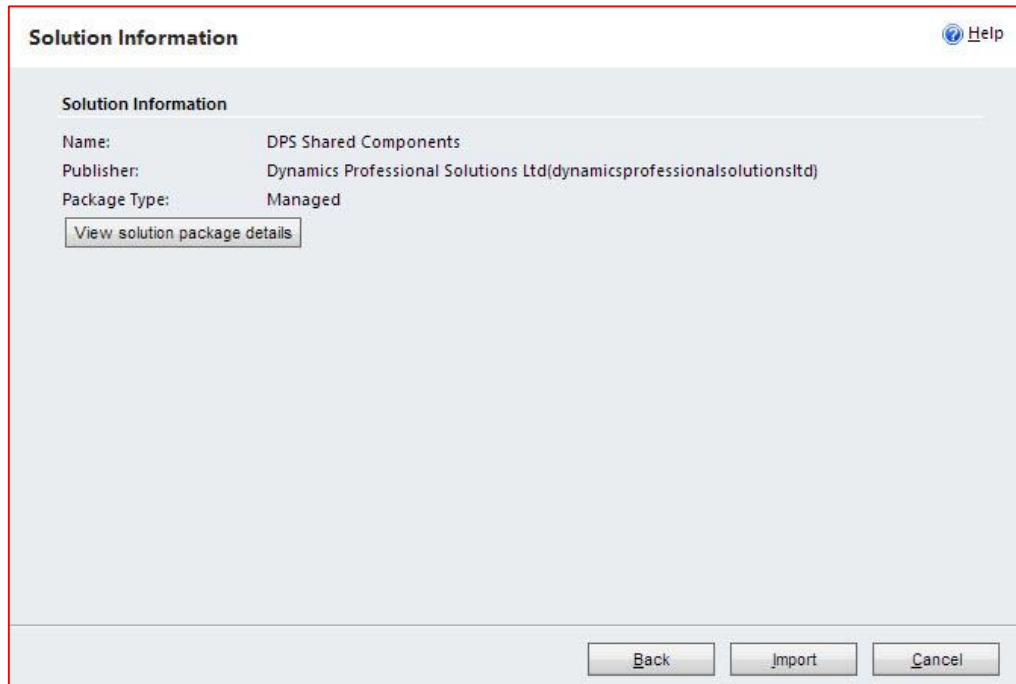 Solution Information
Help
Solution Information
Name: DPS Shared Components
Publisher: Dynamics Professional Solutions Ltd(dynamicsprofessionalsolutionsltd)
Package Type: Managed
View solution package details
Back Import Cancel